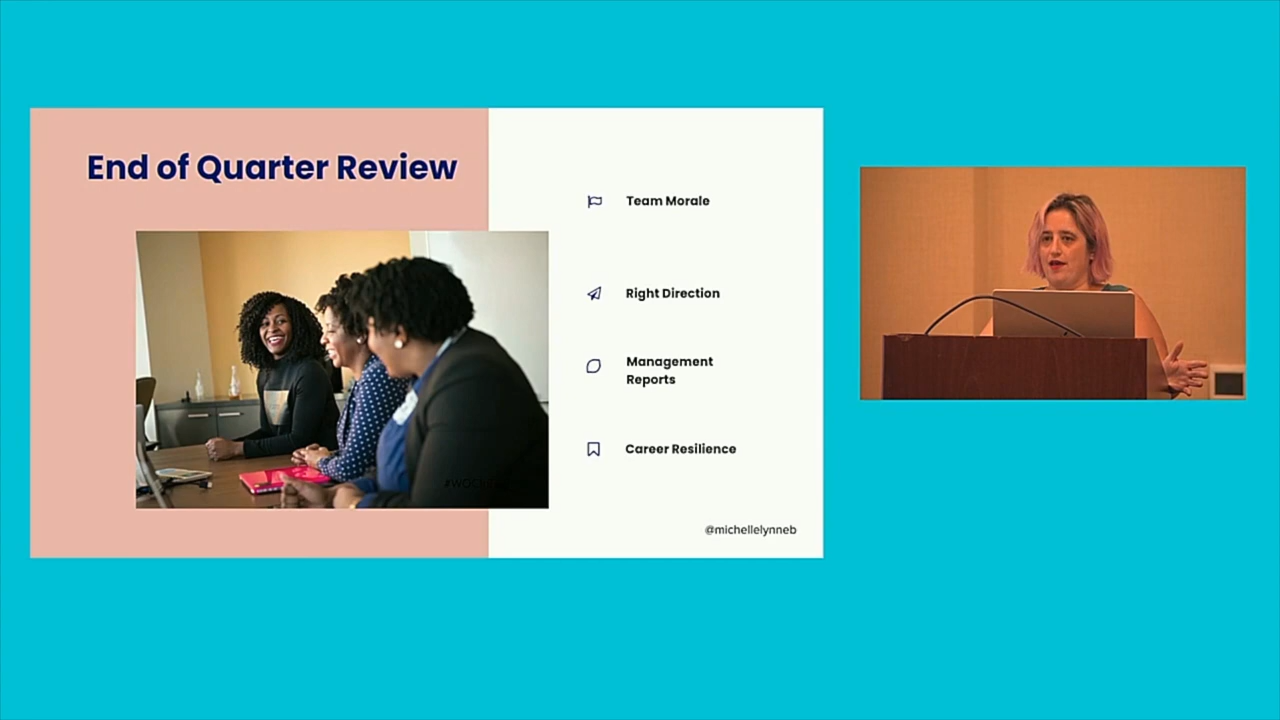 End of Quarter Review
Team Morale
Right Direction
Management
Reports
Career Resilience
@michellelynneb